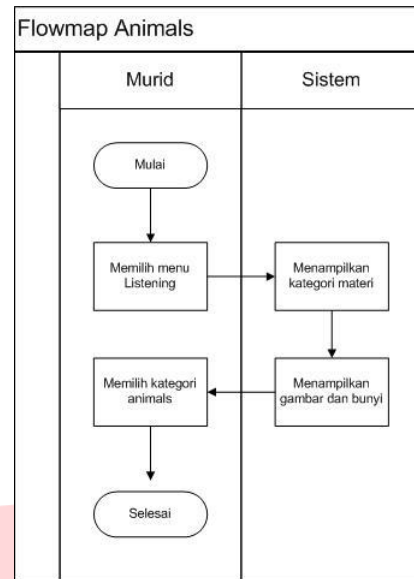 Flowmap Animals
Murid
Sistem
Mulai
Memilih menu
Listening
Menampilkan
kategori materi
Menampilkan
gambar dan bunyi
Memilih kategori
animals
Selesai